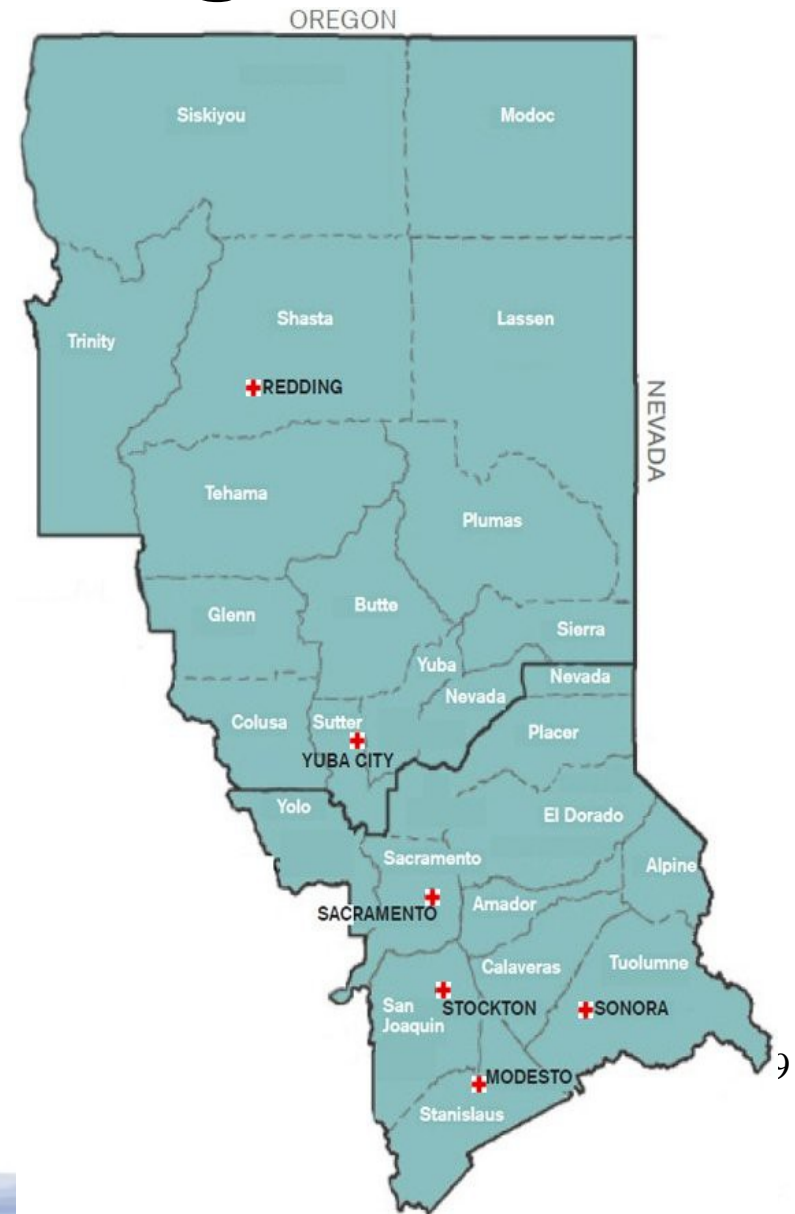 OREGON
Siskiyou
Modoc
Trinity
Shasta
Lassen
REDDING
NEVADA
Tehama
Plumas
Glenn
Butte
Sierra
Yuba
Nevada
Nevada
Colusa
Sutter
Placer
YUBA CITY
Yolo
El Dorado
Sacramento
Alpine
SACRAMENTO
Amador
Calaveras
Tuolumne
San
Joaquin
STOCKTON
SONORA
MODESTO
9
Stanislaus